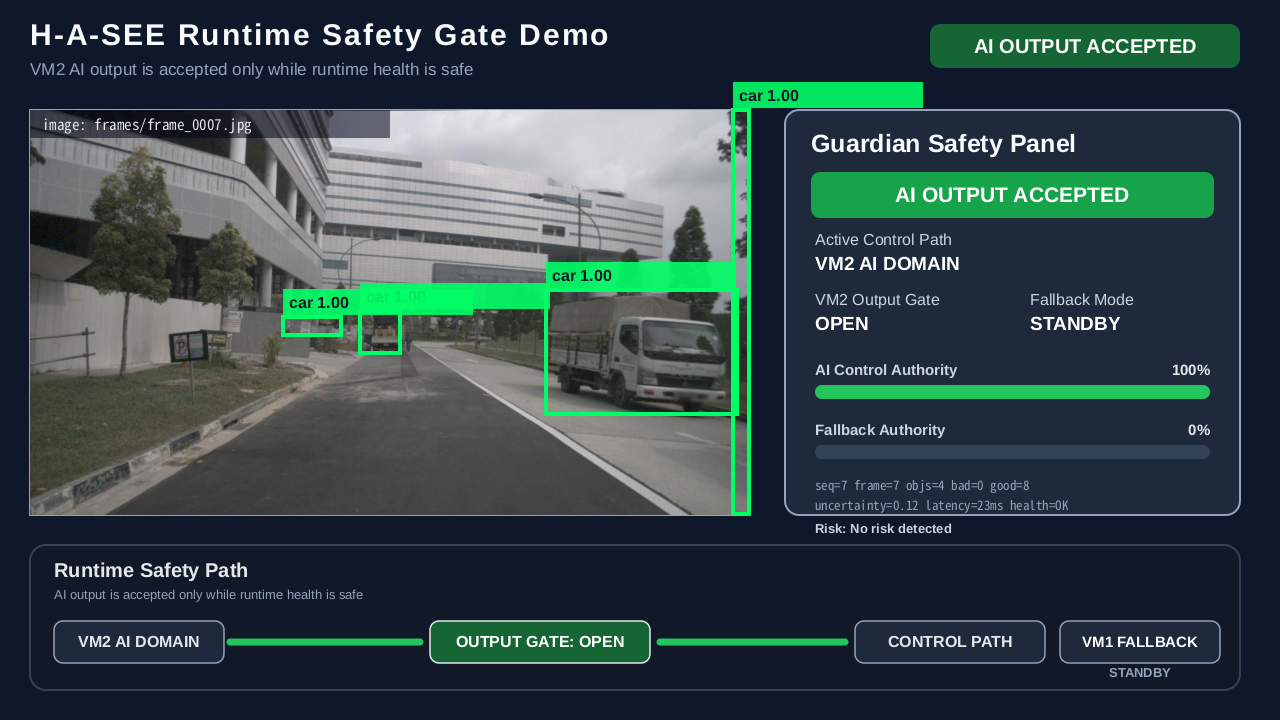 H-A-SEE Runtime Safety Gate Demo
VM2 AI output is accepted only while runtime health is safe
AI OUTPUT ACCEPTED
car 1.00
image: frames/frame_0007.jpg
car 1.00
car 1.00
car 1.00
Guardian Safety Panel
AI OUTPUT ACCEPTED
Active Control Path
VM2 AI DOMAIN
VM2 Output Gate
OPEN
Fallback Mode
STANDBY
AI Control Authority 100%
Fallback Authority 0%
seq=7 frame=7 objs=4 bad=0 good=8
uncertainty=0.12 latency=23ms health=OK
Risk: No risk detected
Runtime Safety Path
AI output is accepted only while runtime health is safe
VM2 AI DOMAIN
OUTPUT GATE: OPEN
CONTROL PATH
VM1 FALLBACK
STANDBY